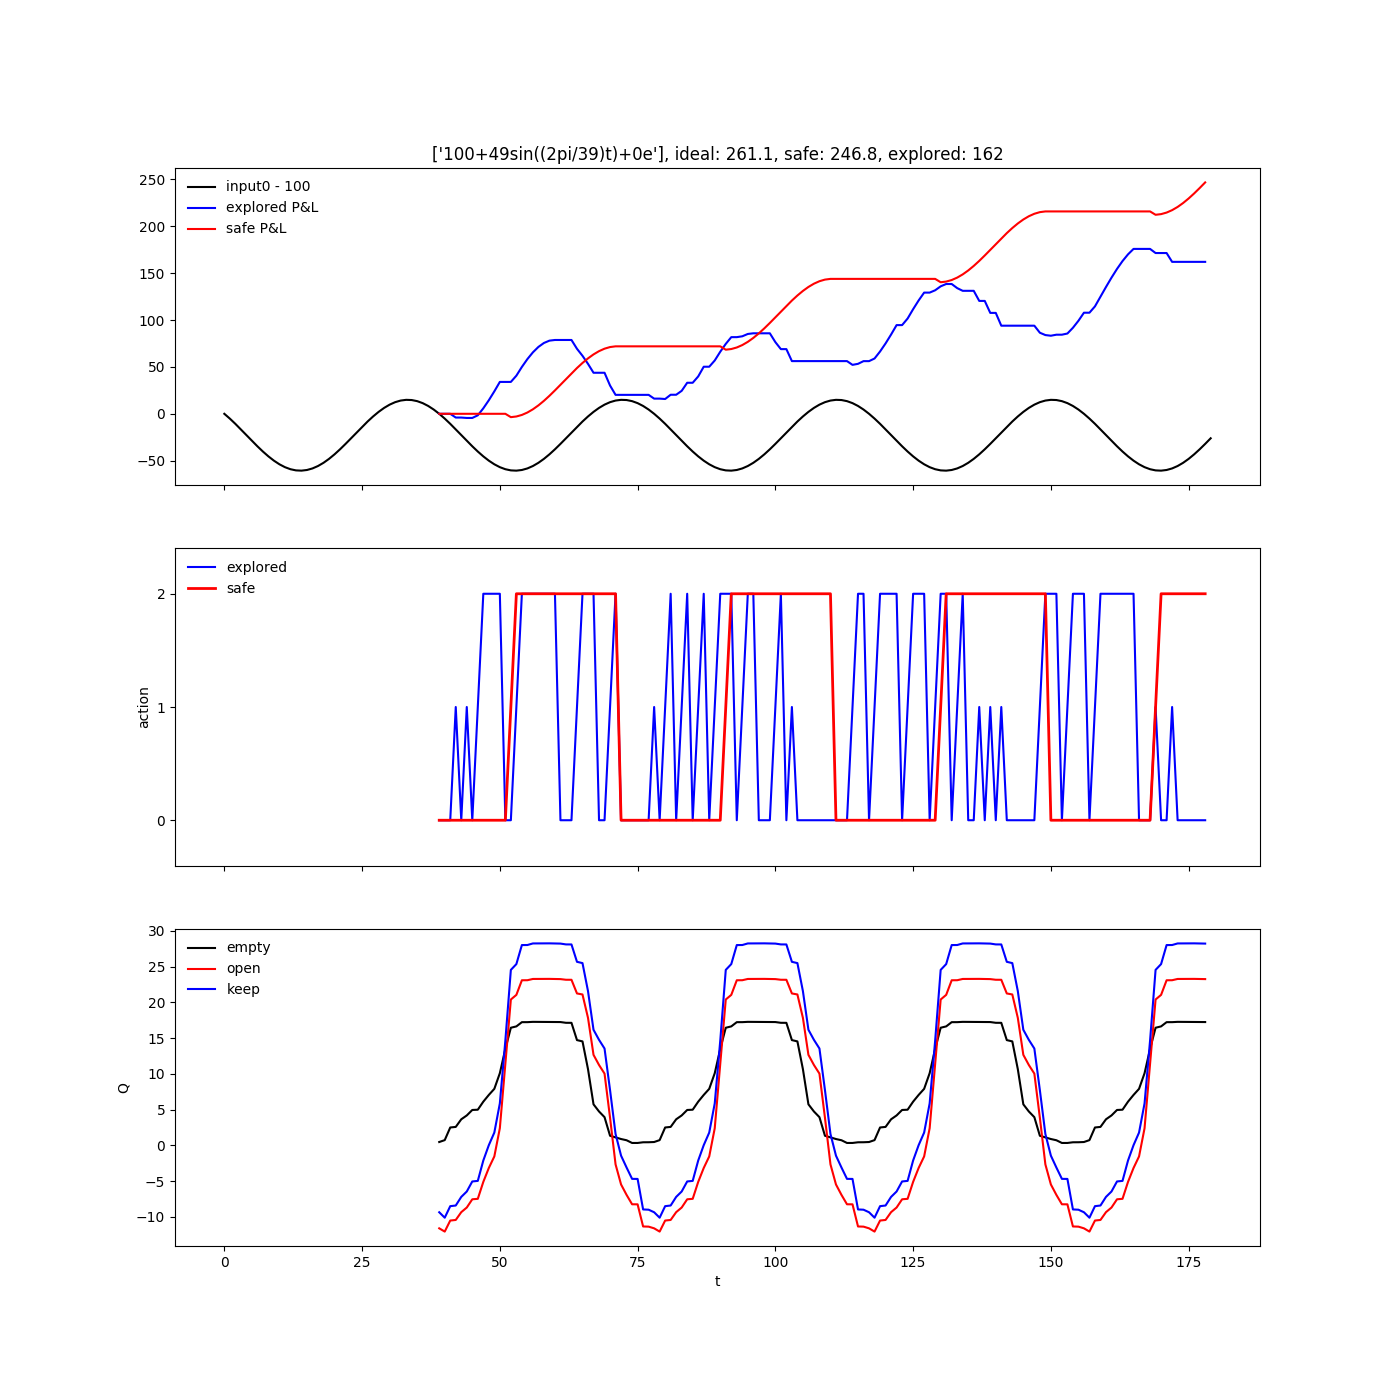 ['100+49sin((2pi/39)t)+0e'], ideal: 261.1, safe: 246.8, explored: 162
250
200
150
100
50
0
−50
input0 - 100
explored P&L
safe P&L
action
2
1
0
explored
safe
Q
30
25
20
15
10
5
0
−5
−10
empty
open
keep
0 25 50 75 100 125 150 175
t